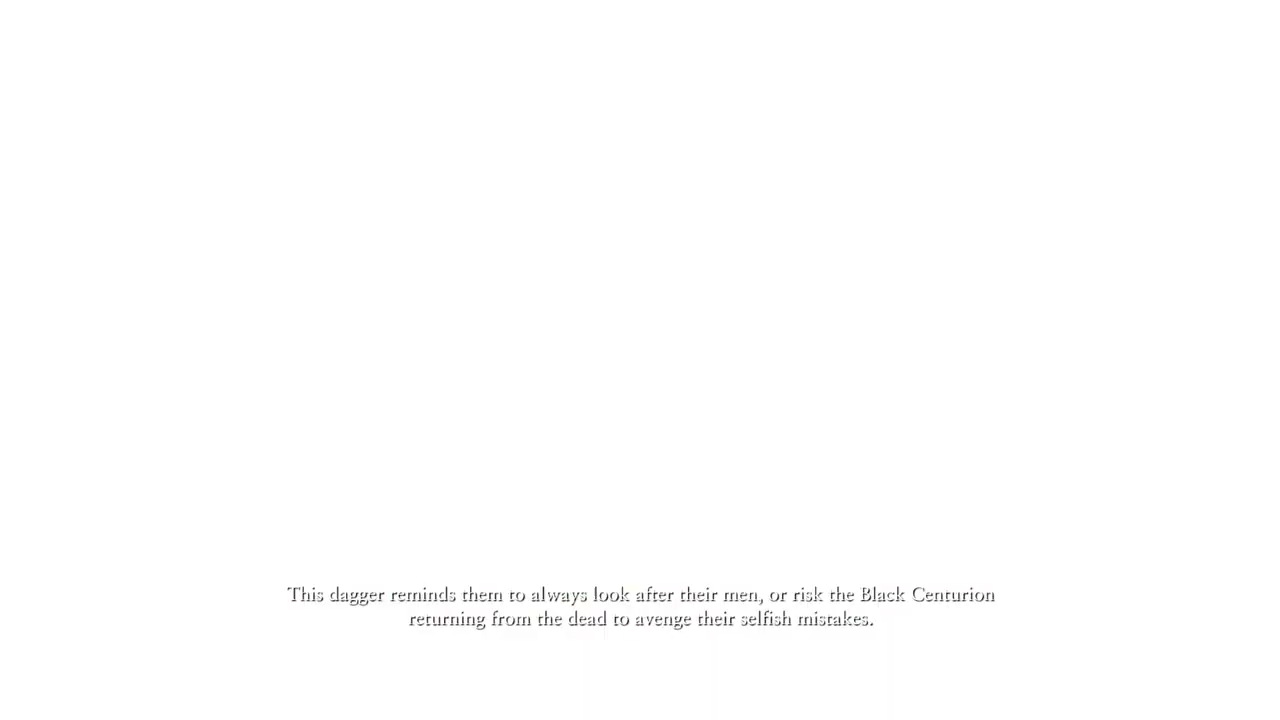 This dagger reminds them to always look after their men, or risk the Black Centurion
returning from the dead to avenge their selfish mistakes.